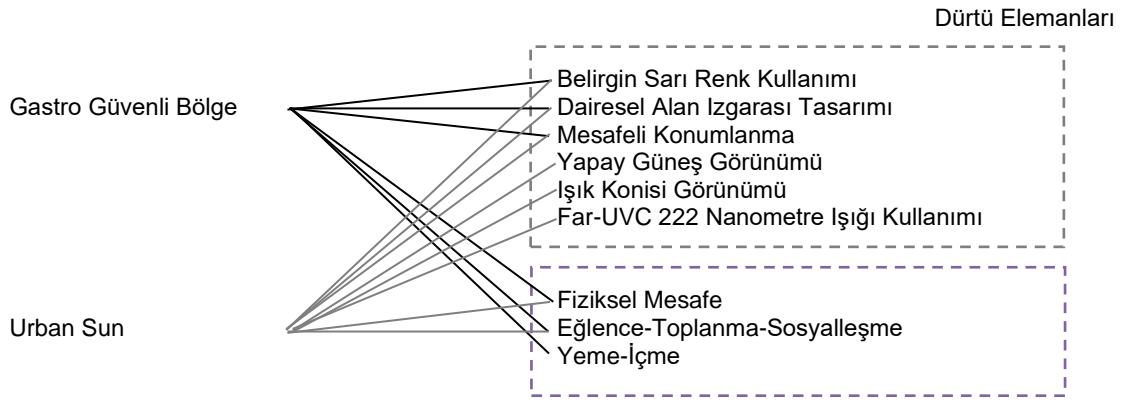 Dürtü Elemanları
Belirgin Sarı Renk Kullanımı
Gastro Güvenli Bölge
Dairesel Alan Izgarası Tasarımı
Mesafeli Konumlanma
Yapay Güneş Görünümü
Işık Konisi Görünümü
Far-UVC 222 Nanometre Işığı Kullanımı
Fiziksel Mesafe
Urban Sun
Eğlence-Toplanma-Sosyalleşme
Yeme-İçme